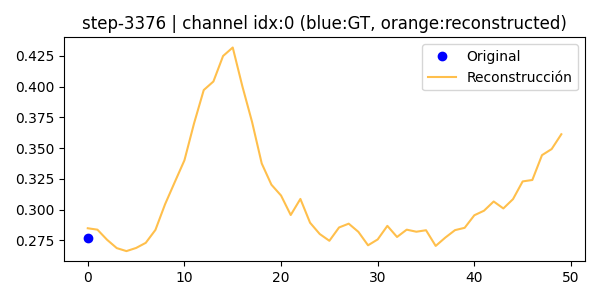 step-3376 | channel idx:0 (blue:GT, orange:reconstructed)
Original
Reconstrucción
0.425
0.400
0.375
0.350
0.325
0.300
0.275
0 10 20 30 40 50